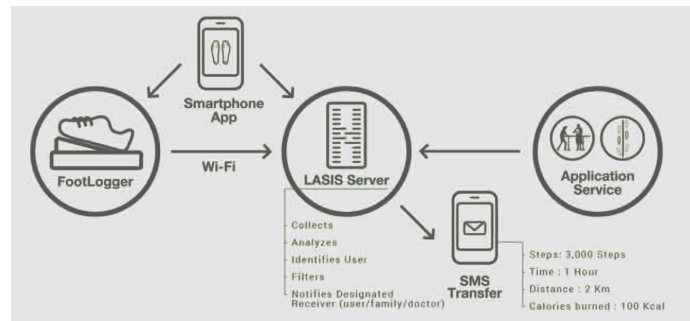 Smartphone
App
FootLogger
Wi-Fi
LASIS Server
Application
Service
Collects
Analyzes
Identifies User
Filters
Notifies Designated
Receiver (user/family/doctor)
SMS
Transfer
Steps: 3,000 Steps
Time : 1 Hour
Distance : 2 Km
Calories burned : 100 Kcal